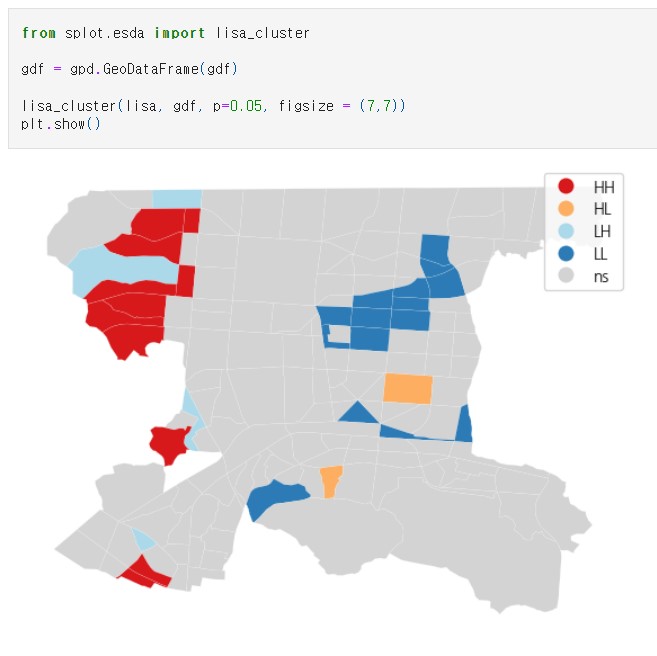 from splot.esda import lisa_cluster
gdf = gpd.GeoDataFrame(gdf)
lisa_cluster(lisa, gdf, p=0.05, figsize = (7,7))
plt.show()
HH
HL
LH
LL
ns